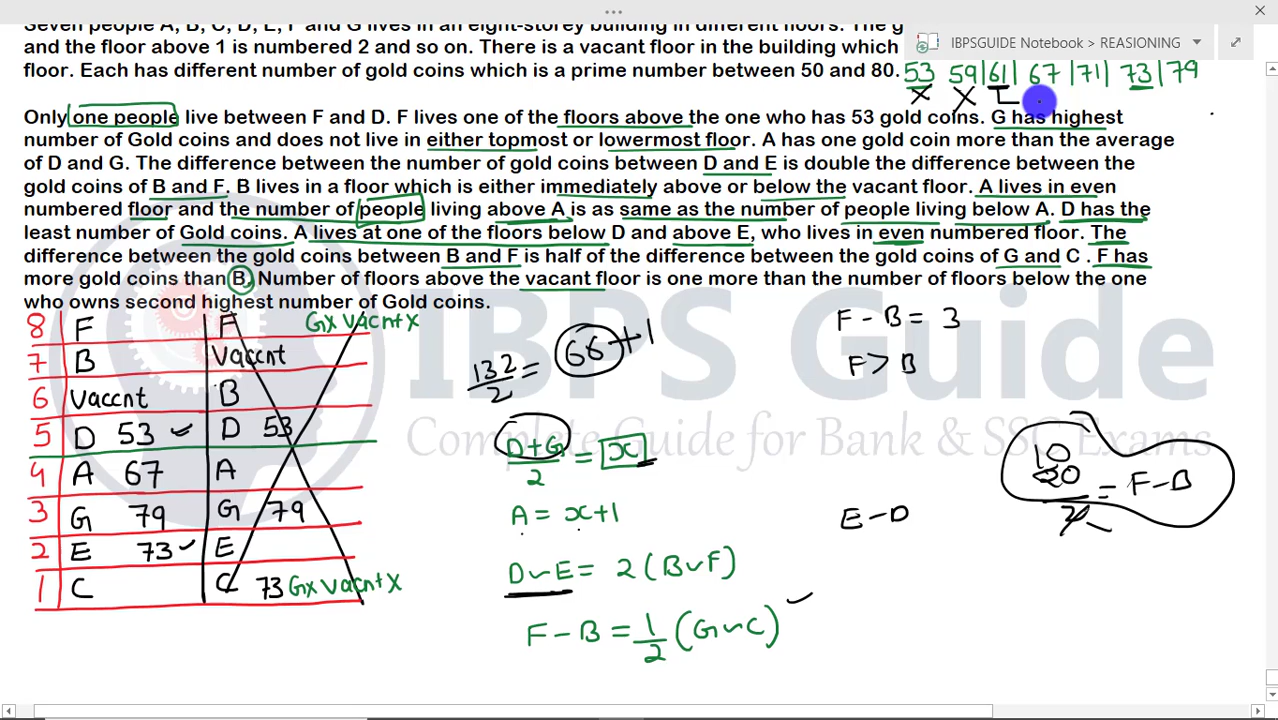 Seven people A, B, C, D, E, F and G lives in an eight-storey building in different floors. The g
and the floor above 1 is numbered 2 and so on. There is a vacant floor in the building which
floor. Each has different number of gold coins which is a prime number between 50 and 80.
IBPSGUIDE Notebook > REASIONING
53 59 | 61 | 67 | 71 | 73 | 79
X X
Only one people live between F and D. F lives one of the floors above the one who has 53 gold coins. G has highest
number of Gold coins and does not live in either topmost or lowermost floor. A has one gold coin more than the average
of D and G. The difference between the number of gold coins between D and E is double the difference between the
gold coins of B and F. B lives in a floor which is either immediately above or below the vacant floor. A lives in even
numbered floor and the number of people living above A is as same as the number of people living below A. D has the
least number of Gold coins. A lives at one of the floors below D and above E, who lives in even numbered floor. The
difference between the gold coins between B and F is half of the difference between the gold coins of G and C . F has
more gold coins than B. Number of floors above the vacant floor is one more than the number of floors below the one
who owns second highest number of Gold coins.
8 F F Gx Vacnt x
7 B Vaccnt
6 Vaccnt B
5 D 53 D 53
4 A 67 A
3 G 79 G 79
2 E 73 E
1 C C 73 Gx Vacnt x
132/2 = 66 +1
D+G/2 = x
A = x+1
D~E = 2(B~F)
F-B = 1/2 (G~C)
F-B = 3
F > B
E-D
10
20/2 = F-B
IBPS Guide
Complete Guide for Bank & SSC Exams